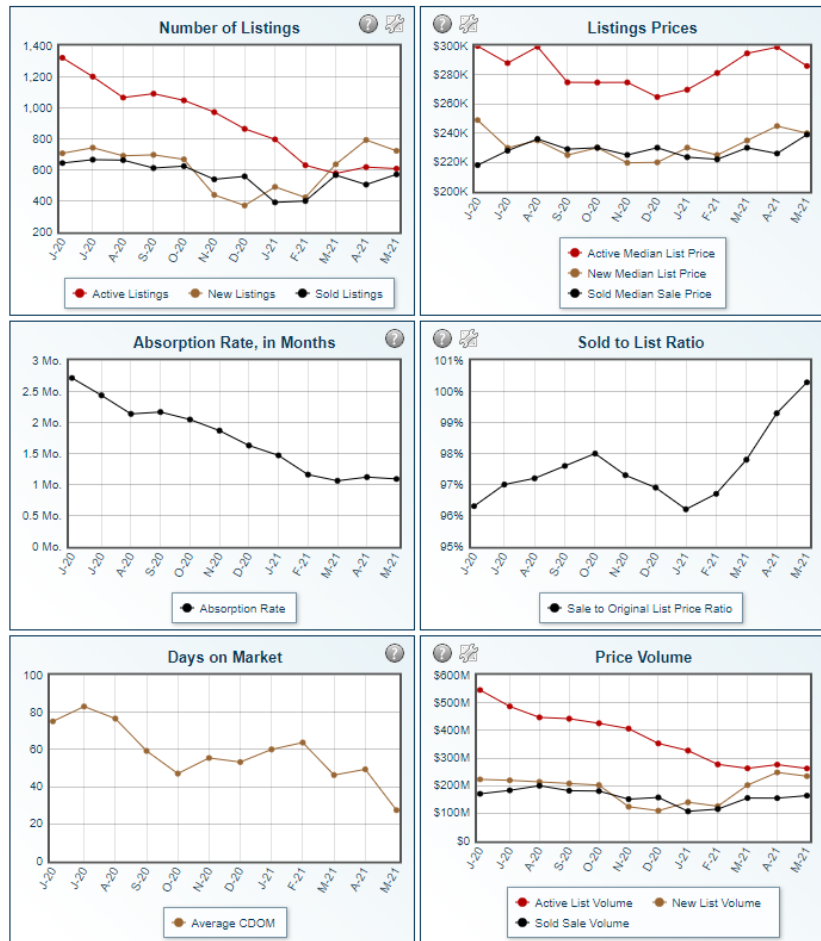 Number of Listings
?
1,400
1,200
1,000
800
600
400
200
J-20 J-20 A-20 S-20 O-20 N-20 D-20 J-21 F-21 M-21 A-21 M-21
Active Listings New Listings Sold Listings
?
Listings Prices
$300K
$280K
$260K
$240K
$220K
$200K
J-20 J-20 A-20 S-20 O-20 N-20 D-20 J-21 F-21 M-21 A-21 M-21
Active Median List Price
New Median List Price
Sold Median Sale Price
Absorption Rate, in Months
?
3 Mo.
2.5 Mo.
2 Mo.
1.5 Mo.
1 Mo.
0.5 Mo.
0 Mo.
J-20 J-20 A-20 S-20 O-20 N-20 D-20 J-21 F-21 M-21 A-21 M-21
Absorption Rate
?
Sold to List Ratio
101%
100%
99%
98%
97%
96%
95%
J-20 J-20 A-20 S-20 O-20 N-20 D-20 J-21 F-21 M-21 A-21 M-21
Sale to Original List Price Ratio
Days on Market
?
100
80
60
40
20
0
J-20 J-20 A-20 S-20 O-20 N-20 D-20 J-21 F-21 M-21 A-21 M-21
Average CDOM
?
Price Volume
$600M
$500M
$400M
$300M
$200M
$100M
$0
J-20 J-20 A-20 S-20 O-20 N-20 D-20 J-21 F-21 M-21 A-21 M-21
Active List Volume New List Volume
Sold Sale Volume